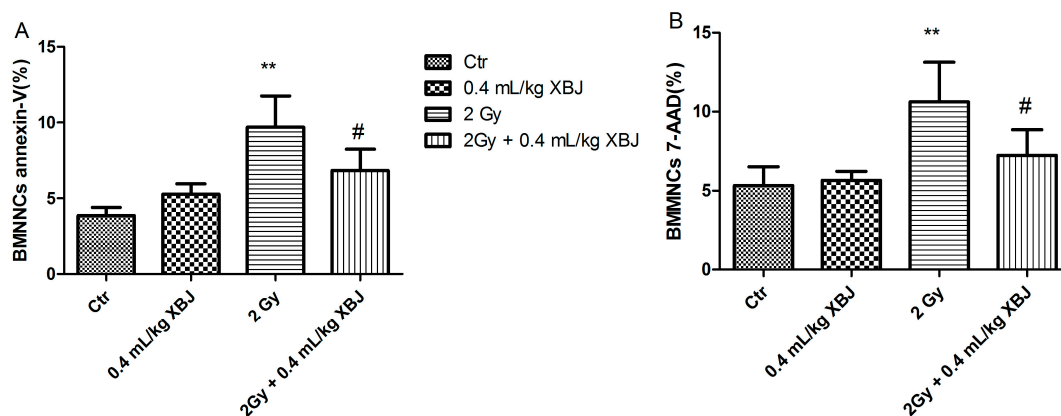 A
BMNNCs annexin-V(%)
15
10
5
0
**
#
Ctr
0.4 mL/kg XBJ
2 Gy
2Gy + 0.4 mL/kg XBJ
Ctr
0.4 mL/kg XBJ
2 Gy
2Gy + 0.4 mL/kg XBJ
B
BMMNCs 7-AAD(%)
15
10
5
0
**
#
Ctr
0.4 mL/kg XBJ
2 Gy
2Gy + 0.4 mL/kg XBJ